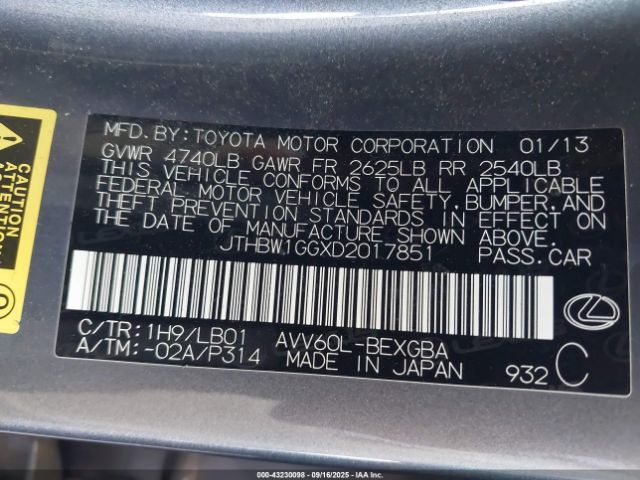 MFD.BY:TOYOTA MOTOR CORPORATION 01/13
GVWR 4740LB GAWR FR 2625LB RR 2540LB
THIS VEHICLE CONFORMS TO ALL APPLICABLE
FEDERAL MOTOR VEHICLE SAFETY,BUMPER,AND
THEFT PREVENTION STANDARDS IN EFFECT ON
THE DATE OF MANUFACTURE SHOWN ABOVE.
JTHBW1GGXD2017851 PASS.CAR
C/TR:1H9/LB01 AVV60L-BEXGBA
A/TM:-02A/P314 MADE IN JAPAN 932 C
CAUTION
ATTENTION
000-43230098 - 09/16/2025 - IAAI.COM